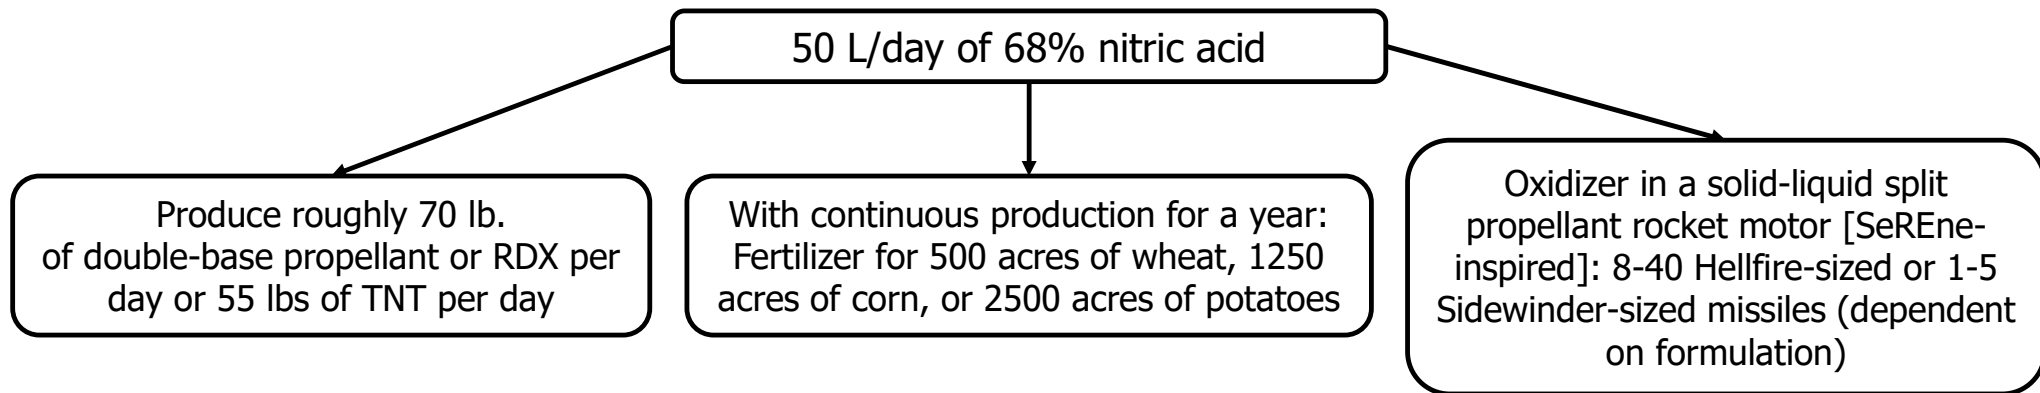 50 L/day of 68% nitric acid
Produce roughly 70 lb.
of double-base propellant or RDX per
day or 55 lbs of TNT per day
With continuous production for a year:
Fertilizer for 500 acres of wheat, 1250
acres of corn, or 2500 acres of potatoes
Oxidizer in a solid-liquid split
propellant rocket motor [SeREne-
inspired]: 8-40 Hellfire-sized or 1-5
Sidewinder-sized missiles (dependent
on formulation)